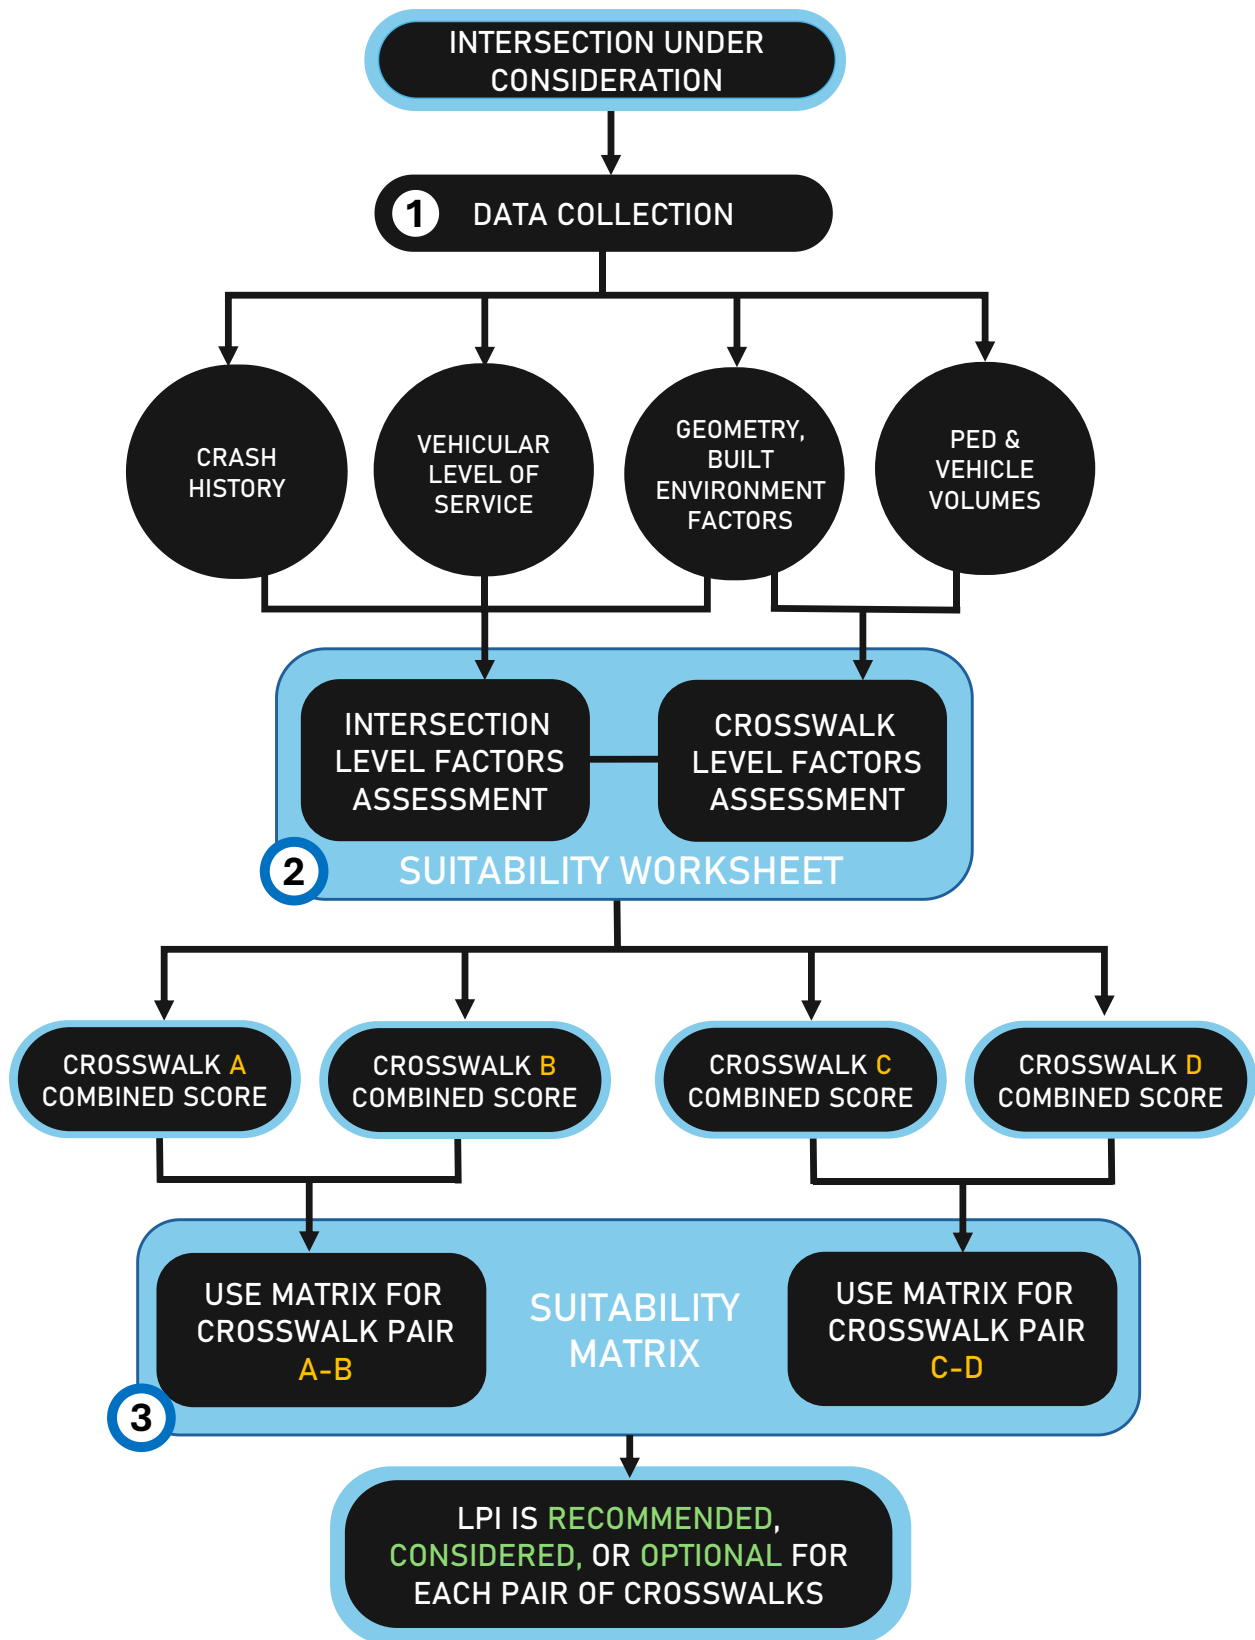 INTERSECTION UNDER
CONSIDERATION
1 DATA COLLECTION
CRASH
HISTORY
VEHICULAR
LEVEL OF
SERVICE
GEOMETRY,
BUILT
ENVIRONMENT
FACTORS
PED &
VEHICLE
VOLUMES
INTERSECTION
LEVEL FACTORS
ASSESSMENT
CROSSWALK
LEVEL FACTORS
ASSESSMENT
2 SUITABILITY WORKSHEET
CROSSWALK A
COMBINED SCORE
CROSSWALK B
COMBINED SCORE
CROSSWALK C
COMBINED SCORE
CROSSWALK D
COMBINED SCORE
USE MATRIX FOR
CROSSWALK PAIR
A-B
SUITABILITY
MATRIX
USE MATRIX FOR
CROSSWALK PAIR
C-D
3
LPI IS RECOMMENDED,
CONSIDERED, OR OPTIONAL FOR
EACH PAIR OF CROSSWALKS